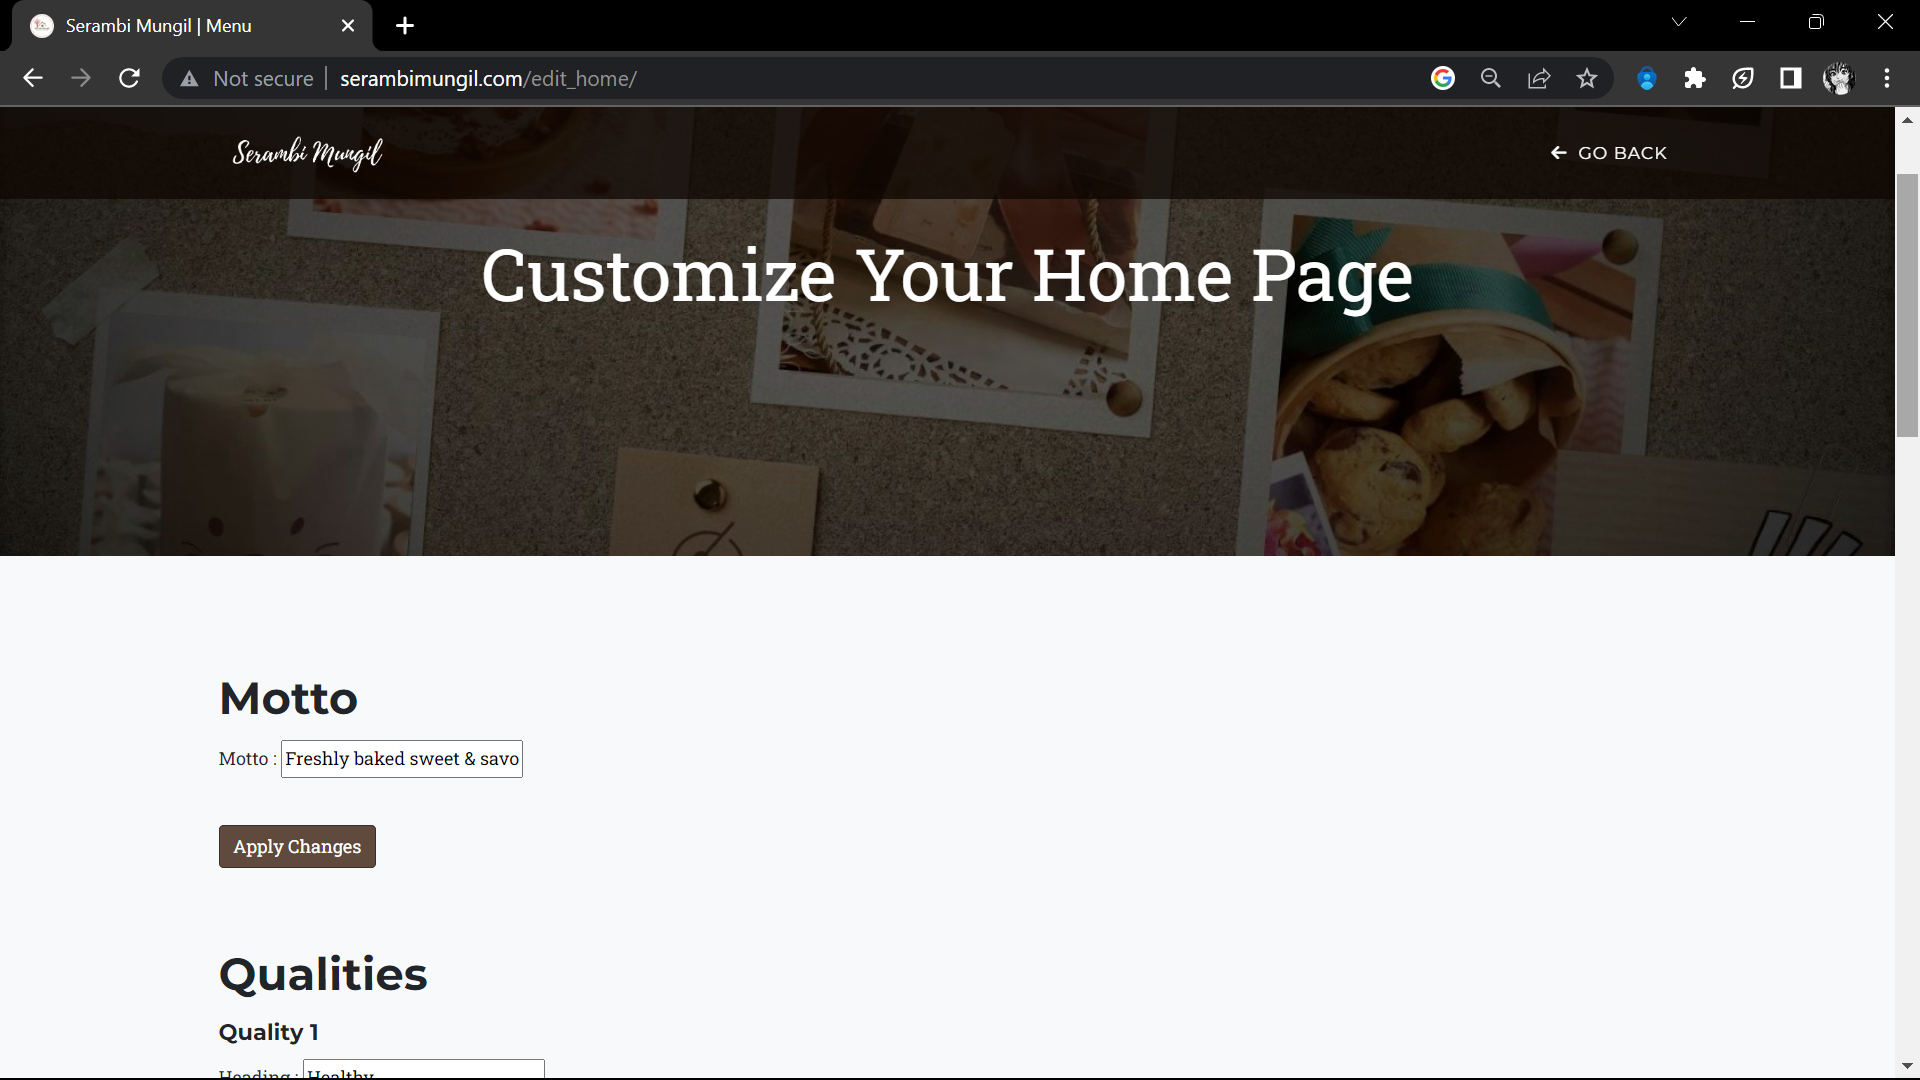 Serambi Mungil | Menu
Not secure | serambimungil.com/edit_home/
Serambi Mungil
GO BACK
Customize Your Home Page
Motto
Motto : Freshly baked sweet & savo
Apply Changes
Qualities
Quality 1
Heading : Healthy